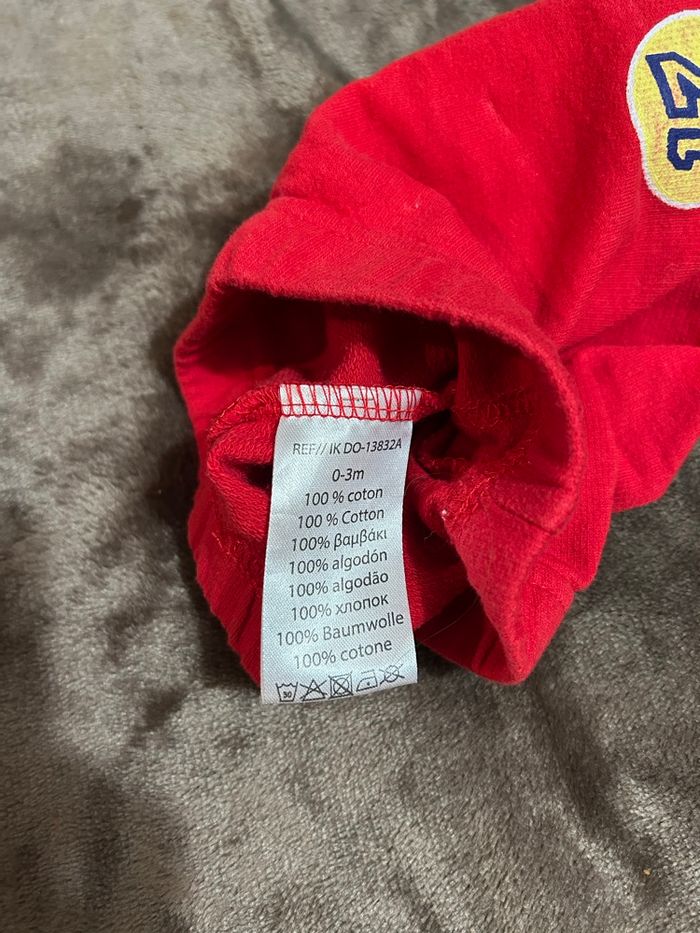 REF// IK DO-13832A
0-3m
100 % coton
100 % Cotton
100% βαμβάκι
100% algodón
100% algodão
100% хлопок
100% Baumwolle
100% cotone
30